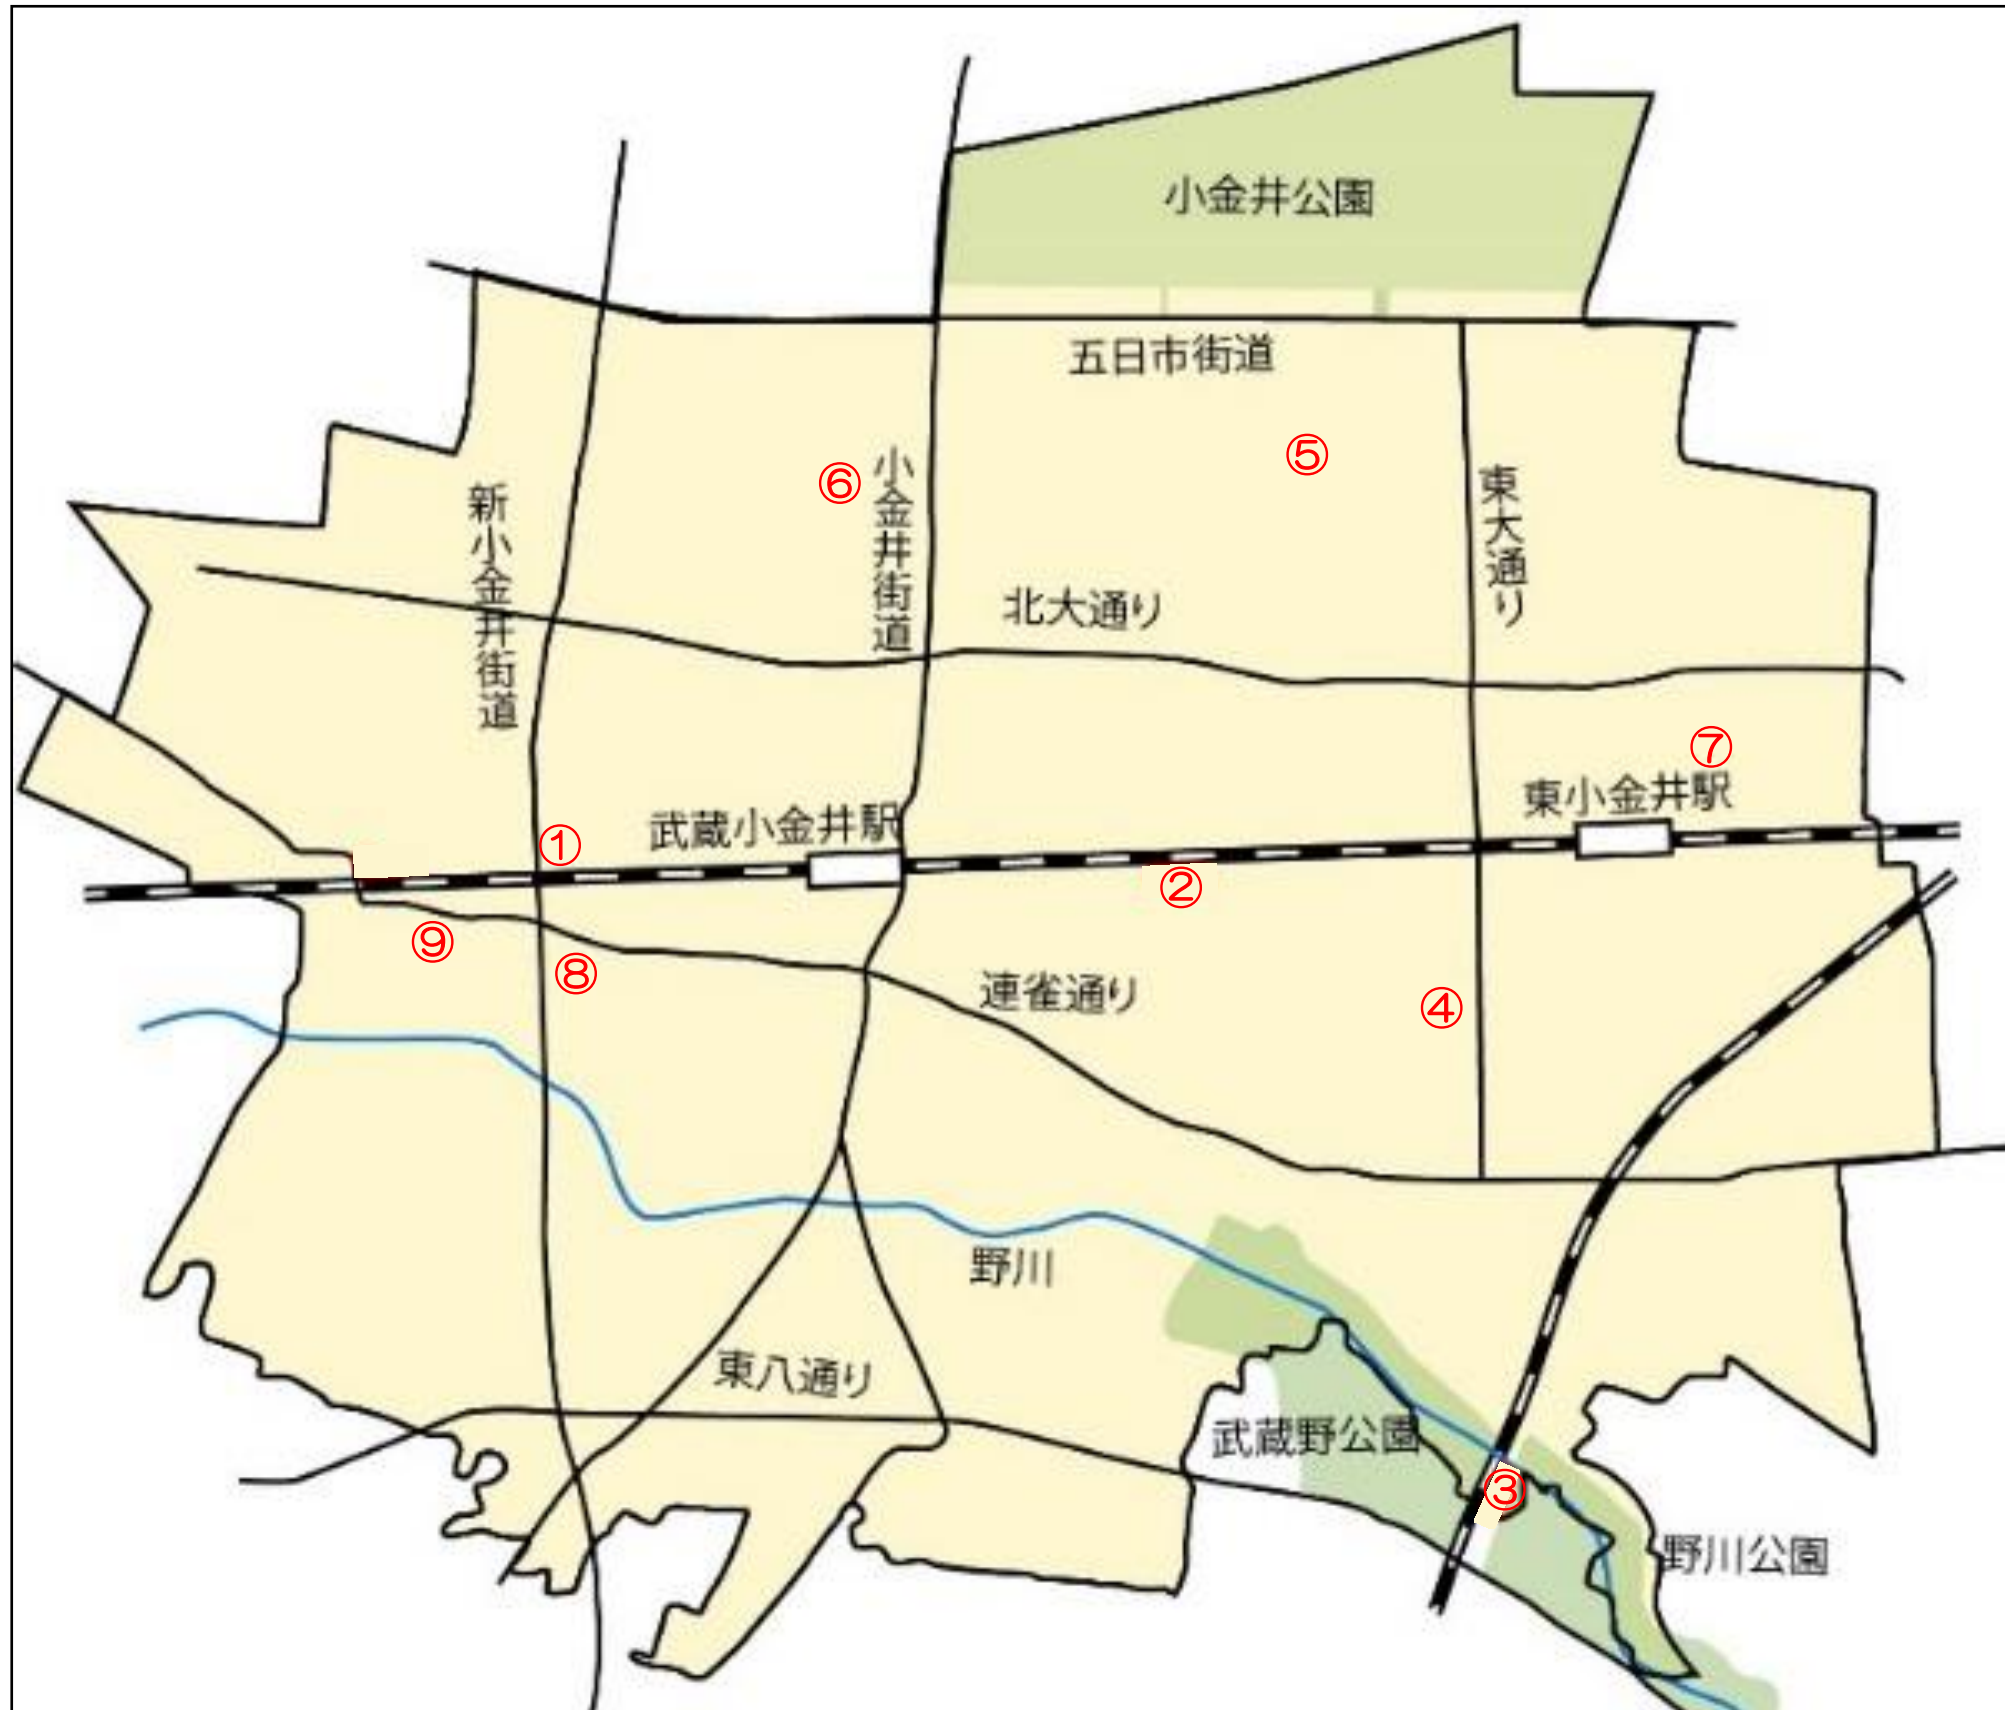 小金井公園
五日市街道
⑤
⑥
小金井街道
東大通り
新小金井街道
北大通り
⑦
東小金井駅
武蔵小金井駅
①
②
⑨
⑧
連雀通り
④
野川
東八通り
武蔵野公園
③
野川公園